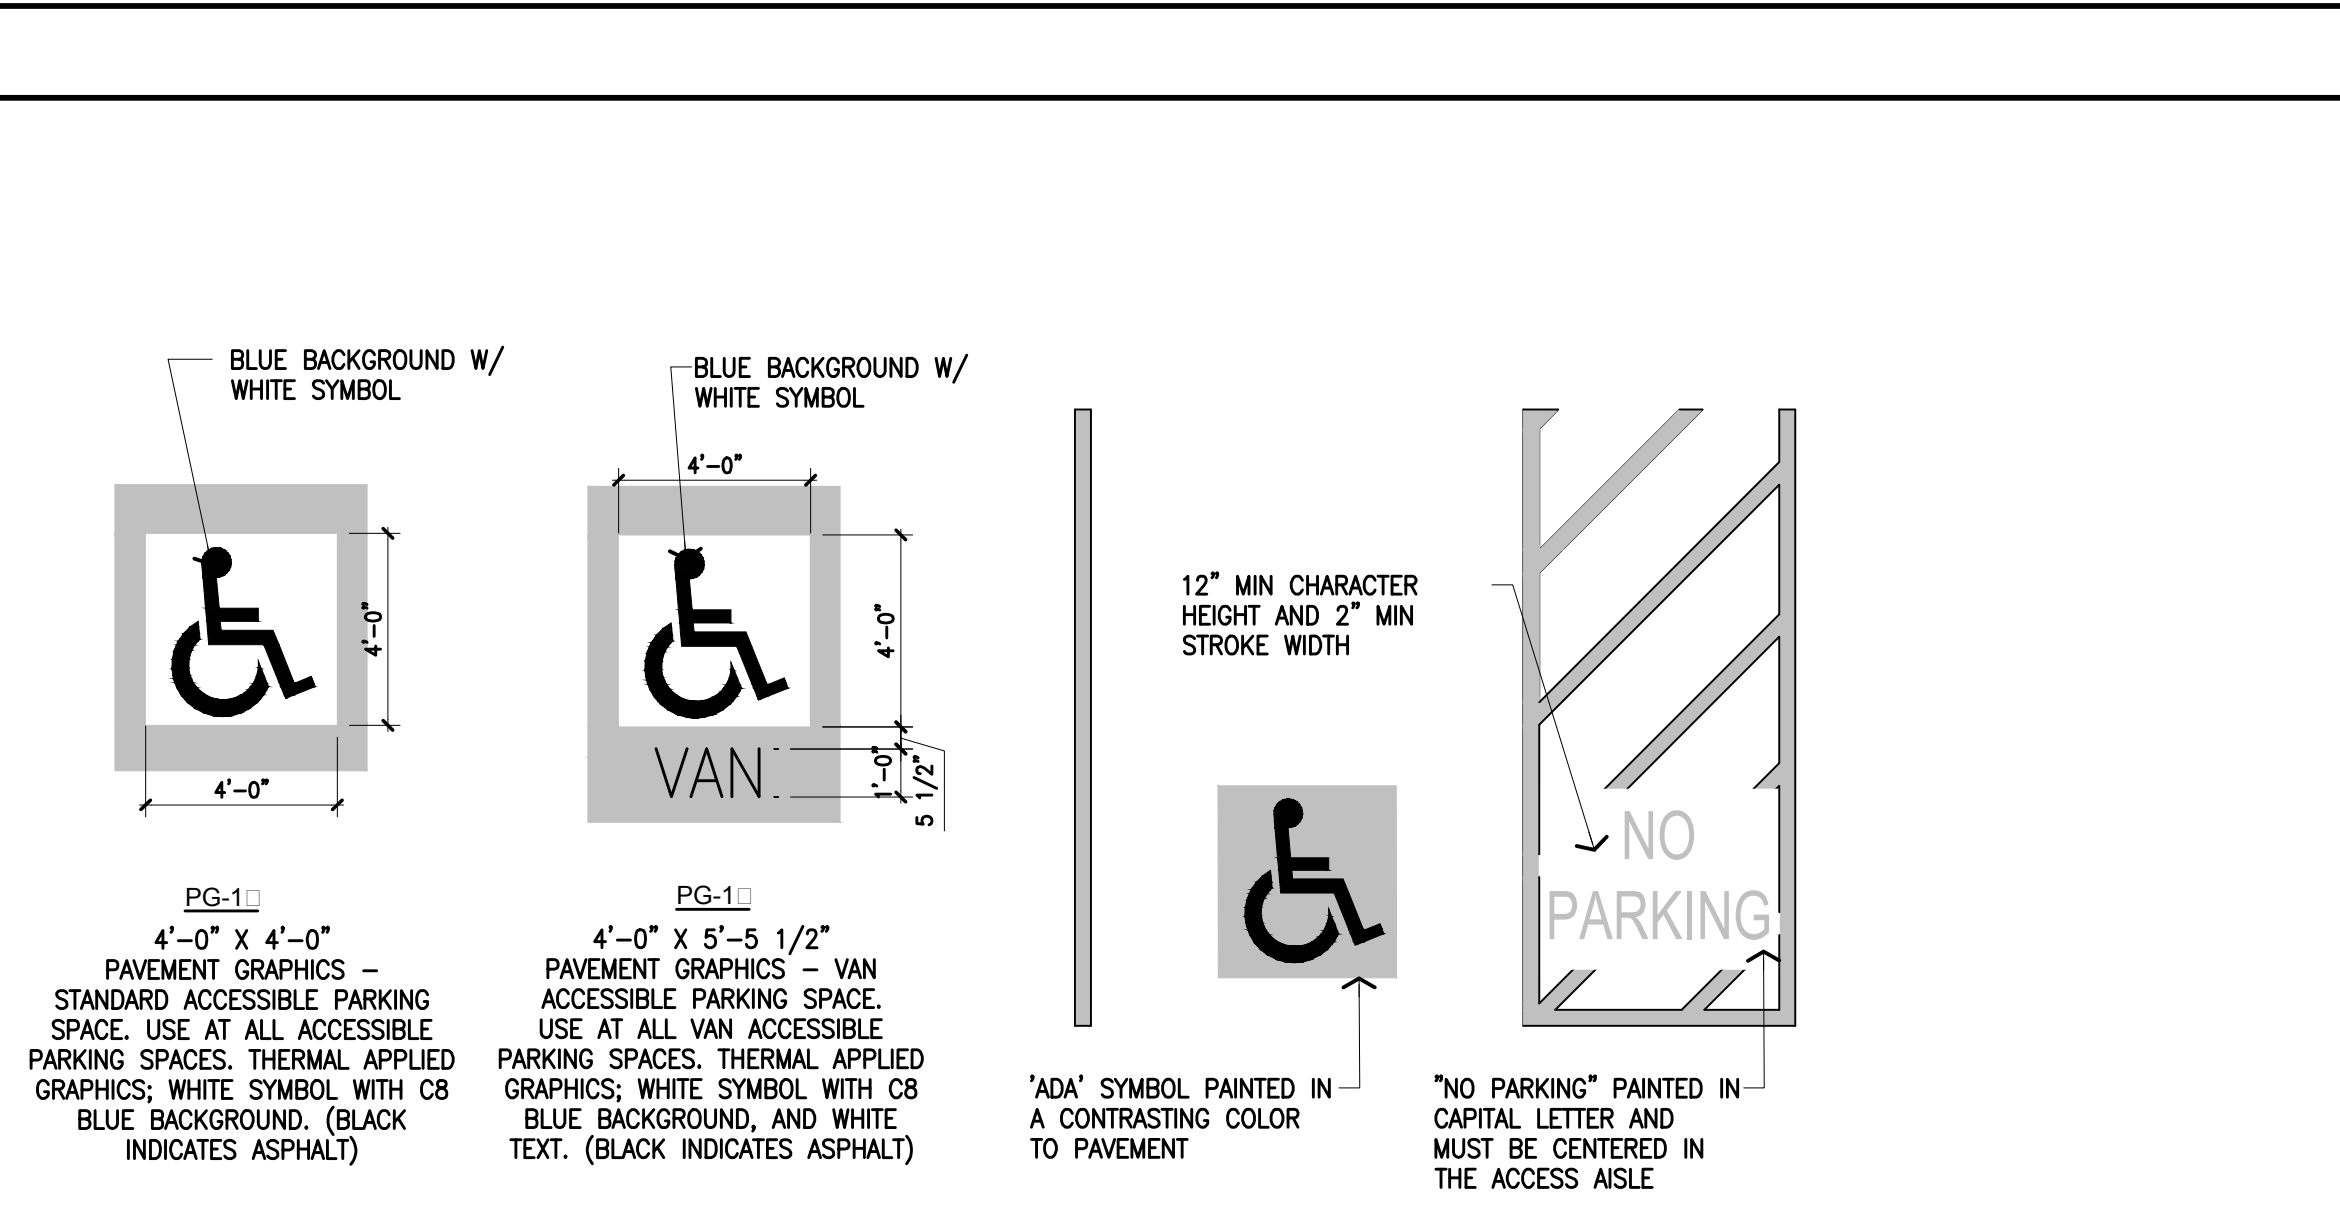 BLUE BACKGROUND W/
WHITE SYMBOL
4'-0"
4'-0"
PG-1□
4'-0" X 4'-0"
PAVEMENT GRAPHICS –
STANDARD ACCESSIBLE PARKING
SPACE. USE AT ALL ACCESSIBLE
PARKING SPACES. THERMAL APPLIED
GRAPHICS; WHITE SYMBOL WITH C8
BLUE BACKGROUND. (BLACK
INDICATES ASPHALT)
BLUE BACKGROUND W/
WHITE SYMBOL
4'-0"
4'-0"
VAN
1'-0"
5 1/2"
PG-1□
4'-0" X 5'-5 1/2"
PAVEMENT GRAPHICS – VAN
ACCESSIBLE PARKING SPACE.
USE AT ALL VAN ACCESSIBLE
PARKING SPACES. THERMAL APPLIED
GRAPHICS; WHITE SYMBOL WITH C8
BLUE BACKGROUND, AND WHITE
TEXT. (BLACK INDICATES ASPHALT)
12" MIN CHARACTER
HEIGHT AND 2" MIN
STROKE WIDTH
'ADA' SYMBOL PAINTED IN
A CONTRASTING COLOR
TO PAVEMENT
NO
PARKING
"NO PARKING" PAINTED IN
CAPITAL LETTER AND
MUST BE CENTERED IN
THE ACCESS AISLE